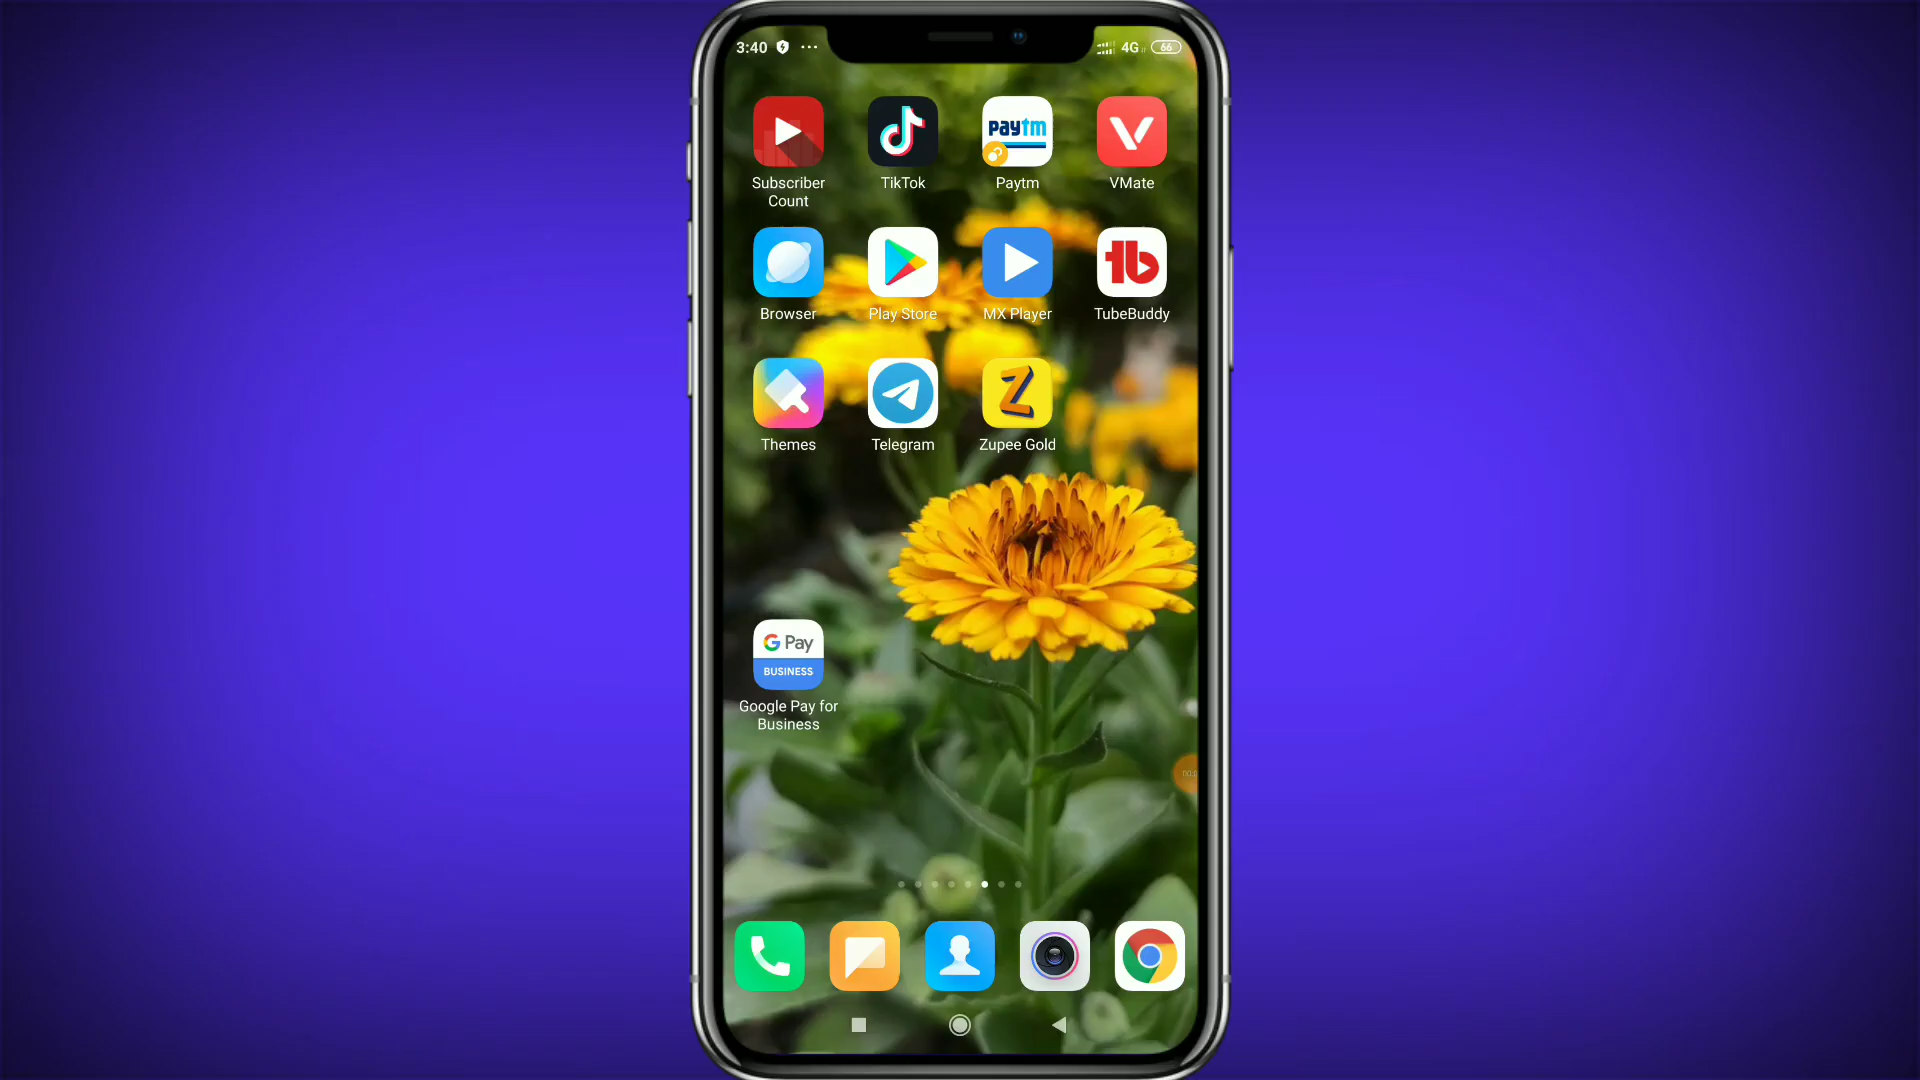 3:40
4G
66
paytm
Subscriber
Count
TikTok
Paytm
VMate
Browser
Play Store
MX Player
TubeBuddy
Themes
Telegram
Zupee Gold
G Pay
BUSINESS
Google Pay for
Business